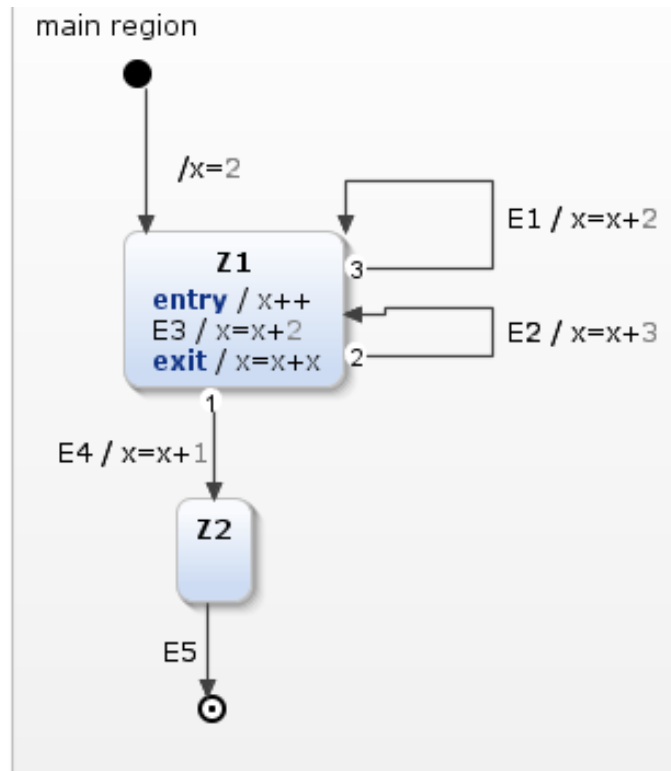 main region
/x=2
Z1
entry / x++
E3 / x=x+2
exit / x=x+x
3
E1 / x=x+2
2
E2 / x=x+3
1
E4 / x=x+1
Z2
E5